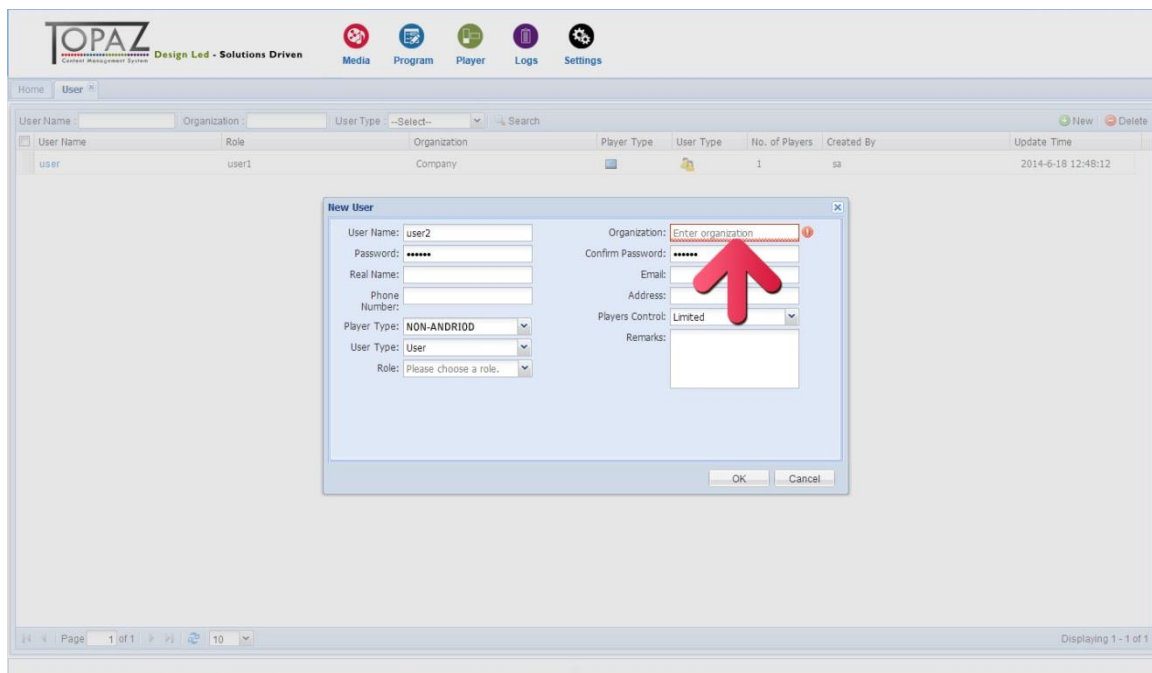 TOPAZ
Content Management System
Design Led - Solutions Driven
Media Program Player Logs Settings
Home User
User Name : Organization : User Type : --Select-- Search New Delete
User Name Role Organization Player Type User Type No. of Players Created By Update Time
user user1 Company 1 sa 2014-6-18 12:48:12
New User
User Name: user2 Organization: Enter organization
Password: •••••• Confirm Password: ••••••
Real Name: Email:
Phone Number: Address:
Player Type: NON-ANDRIOD Players Control: Limited
User Type: User Remarks:
Role: Please choose a role.
OK Cancel
Page 1 of 1 10 Displaying 1 - 1 of 1